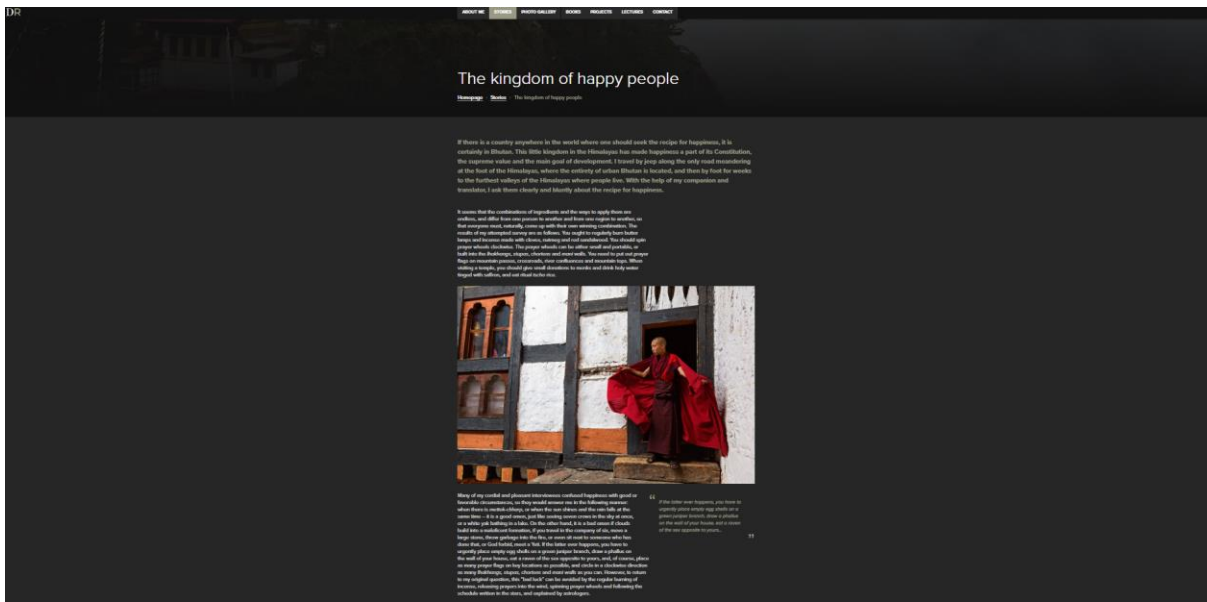 DR
ABOUT ME STORIES PHOTO GALLERY BOOKS PROJECTS LECTURES CONTACT
The kingdom of happy people
Homepage Stories The kingdom of happy people
If there is a country anywhere in the world where one should seek the recipe for happiness, it is
certainly in Bhutan. This little kingdom in the Himalayas has made happiness a part of its Constitution,
the supreme value and the main goal of development. I travel by jeep along the only road meandering
at the foot of the Himalayas, where the entirety of urban Bhutan is located, and then by foot for weeks
to the furthest valleys of the Himalayas where people live. With the help of my companion and
translator, I ask them clearly and bluntly about the recipe for happiness.
It seems that the combinations of ingredients and the ways to apply them are
endless, and differ from one person to another and from one region to another, so
that everyone must, naturally, come up with their own winning combination. The
results of my attempted survey are as follows. You ought to regularly burn butter
lamps and incense made with cloves, nutmeg and red sandalwood. You should spin
prayer wheels clockwise. The prayer wheels can be either small and portable, or
built into the lhakhangs, stupas, chortens and mani walls. You need to put out prayer
flags on mountain passes, crossroads, river confluences and mountain tops. When
visiting a temple, you should give small donations to monks and drink holy water
tinged with saffron, and eat ritual rice.
Many of my cordial and pleasant interviewees confused happiness with good or
favorable circumstances, so they would answer me in the following manner:
when there is or when the sun shines and the rain falls at the
same time – it is a good omen, just like seeing seven crows in the sky at once,
or a white yak bathing in a lake. On the other hand, it is a bad omen if clouds
build into a maleficent formation, if you travel in the company of six, move a
large stone, throw garbage into the fire, or even sit next to someone who has
done that, or God forbid, meet a Yeti. If the latter ever happens, you have to
urgently place empty egg shells on a green juniper branch, draw a phallus on
the wall of your house, eat a raven of the sex opposite to yours, and, of course, place
as many prayer flags on key locations as possible, and circle in a clockwise direction
as many lhakhangs, stupas, chortens and mani walls as you can. However, to return
to my original question, this "bad luck" can be avoided by the regular burning of
incense, releasing prayers into the wind, spinning prayer wheels and following the
schedule written in the stars, and explained by astrologers.
“
If the latter ever happens, you have to
urgently place empty egg shells on a
green juniper branch, draw a phallus
on the wall of your house, eat a raven
of the sex opposite to yours...
”